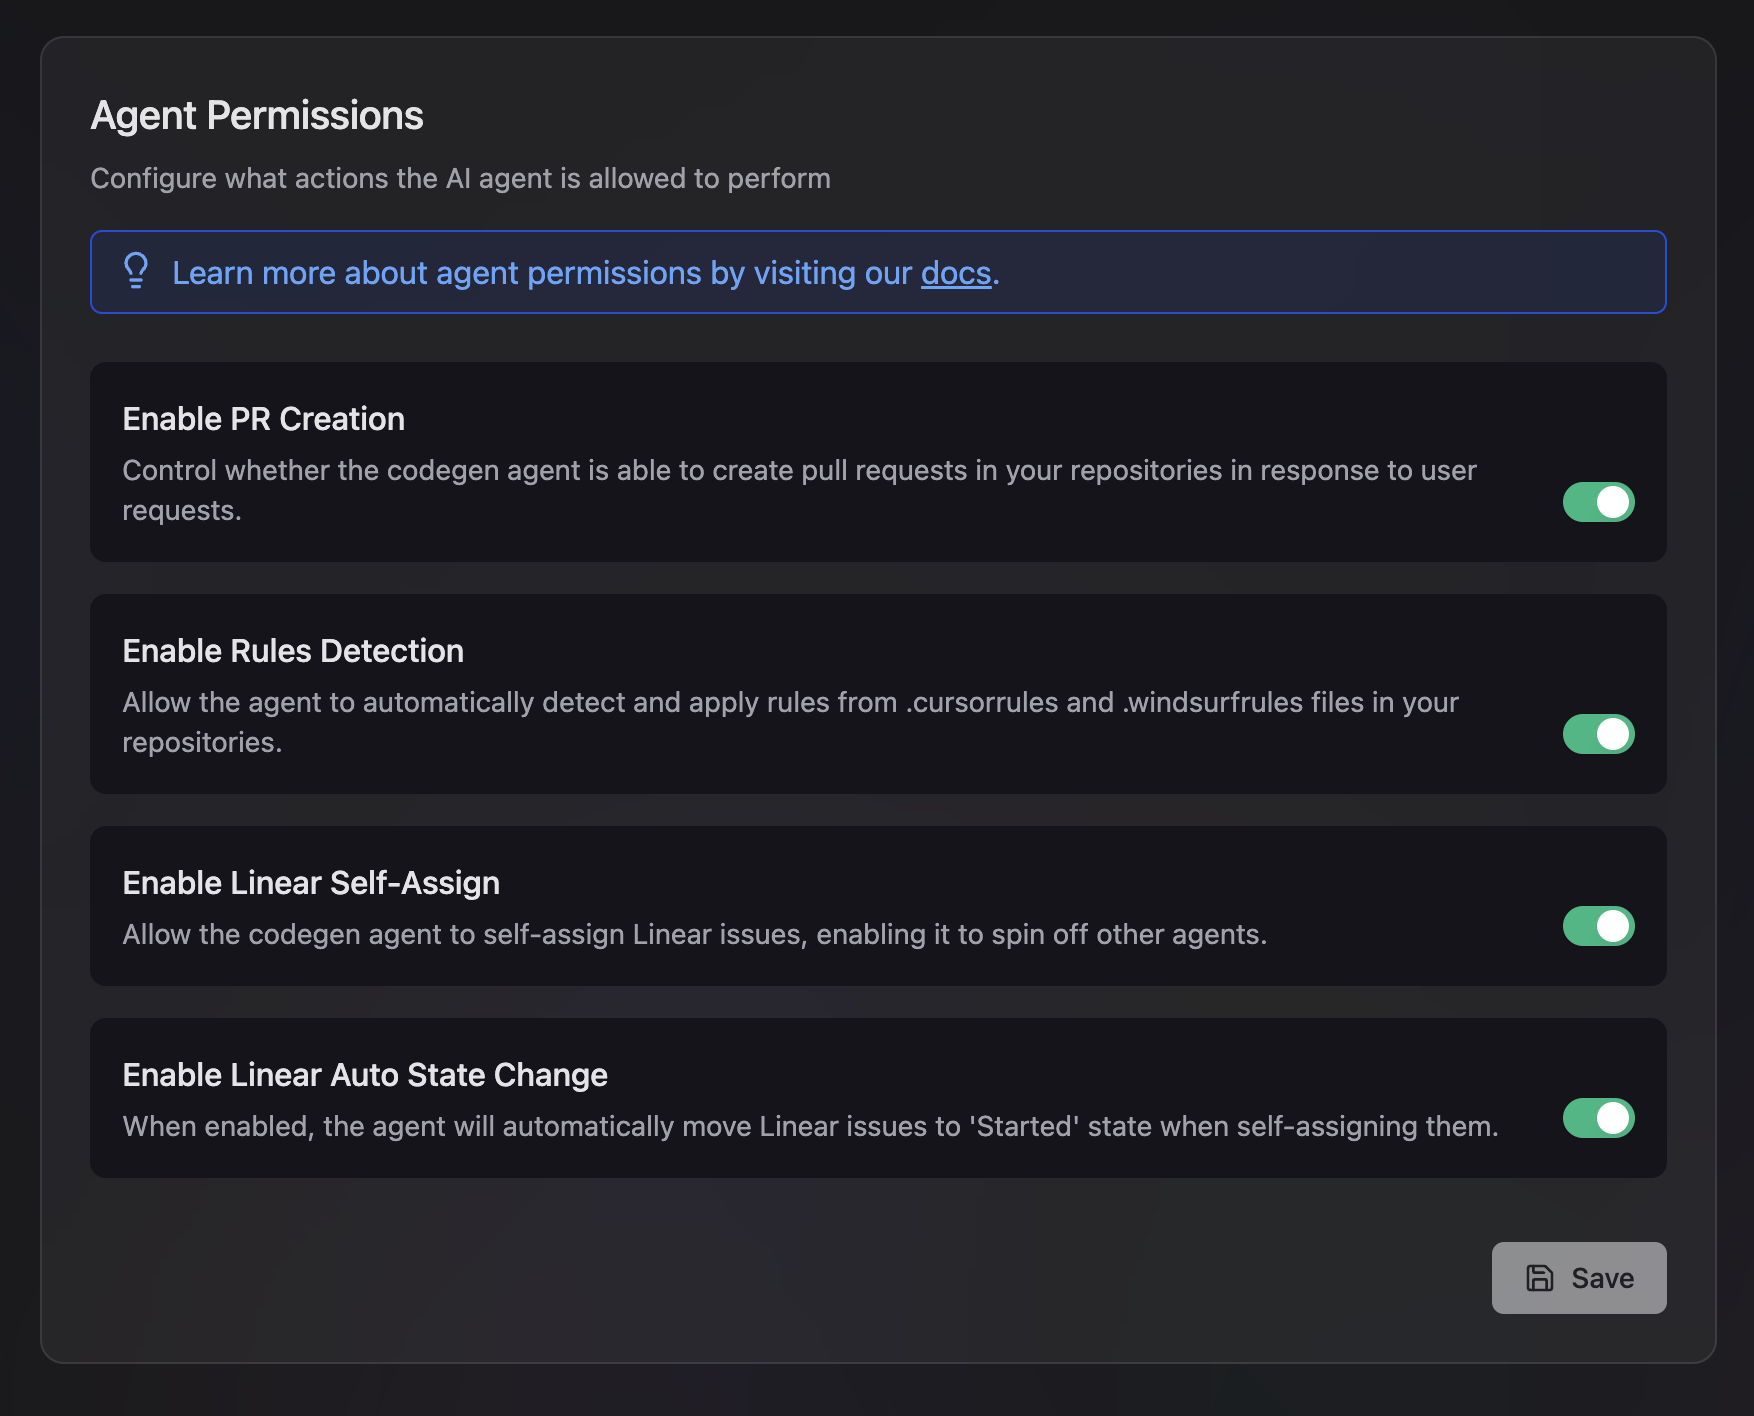 Agent Permissions
Configure what actions the AI agent is allowed to perform
Learn more about agent permissions by visiting our docs.
Enable PR Creation
Control whether the codegen agent is able to create pull requests in your repositories in response to user
requests.
Enable Rules Detection
Allow the agent to automatically detect and apply rules from .cursorrules and .windsurfrules files in your
repositories.
Enable Linear Self-Assign
Allow the codegen agent to self-assign Linear issues, enabling it to spin off other agents.
Enable Linear Auto State Change
When enabled, the agent will automatically move Linear issues to 'Started' state when self-assigning them.
Save